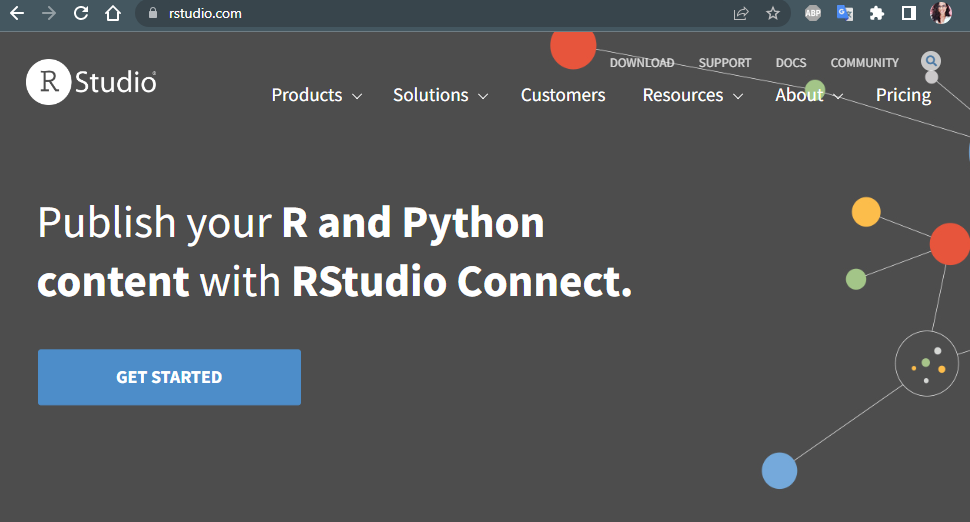 rstudio.com
ABP
DOWNLOAD SUPPORT DOCS COMMUNITY
R Studio®
Products Solutions Customers Resources About Pricing
Publish your R and Python
content with RStudio Connect.
GET STARTED